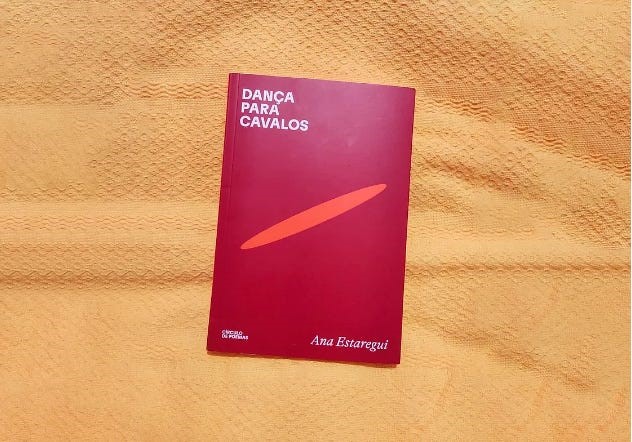 DANÇA
PARA
CAVALOS
CÍRCULO
DE POEMAS
Ana Estaregui